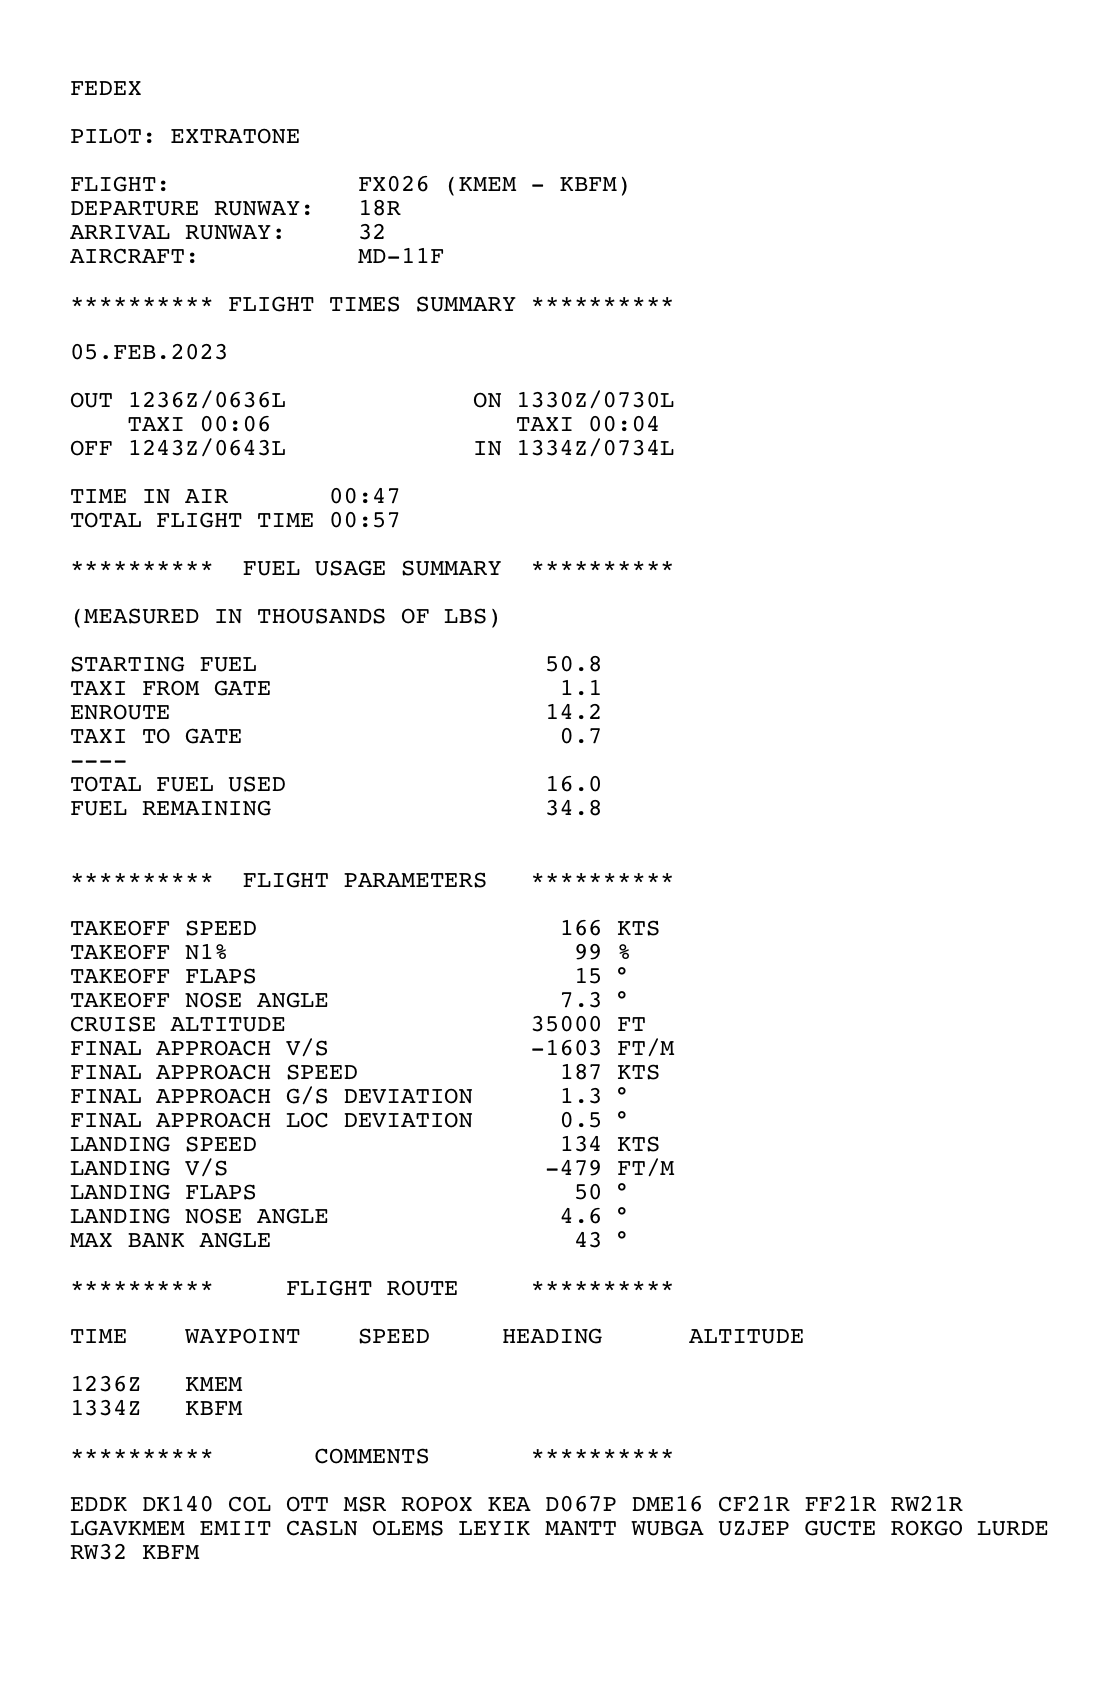 FEDEX
PILOT: EXTRATONE
FLIGHT: FX026 (KMEM - KBFM)
DEPARTURE RUNWAY: 18R
ARRIVAL RUNWAY: 32
AIRCRAFT: MD-11F
********** FLIGHT TIMES SUMMARY **********
05.FEB.2023
OUT 1236Z/0636L ON 1330Z/0730L
TAXI 00:06 TAXI 00:04
OFF 1243Z/0643L IN 1334Z/0734L
TIME IN AIR 00:47
TOTAL FLIGHT TIME 00:57
********** FUEL USAGE SUMMARY **********
(MEASURED IN THOUSANDS OF LBS)
STARTING FUEL 50.8
TAXI FROM GATE 1.1
ENROUTE 14.2
TAXI TO GATE 0.7
----
TOTAL FUEL USED 16.0
FUEL REMAINING 34.8
********** FLIGHT PARAMETERS **********
TAKEOFF SPEED 166 KTS
TAKEOFF N1% 99 %
TAKEOFF FLAPS 15 °
TAKEOFF NOSE ANGLE 7.3 °
CRUISE ALTITUDE 35000 FT
FINAL APPROACH V/S -1603 FT/M
FINAL APPROACH SPEED 187 KTS
FINAL APPROACH G/S DEVIATION 1.3 °
FINAL APPROACH LOC DEVIATION 0.5 °
LANDING SPEED 134 KTS
LANDING V/S -479 FT/M
LANDING FLAPS 50 °
LANDING NOSE ANGLE 4.6 °
MAX BANK ANGLE 43 °
********** FLIGHT ROUTE **********
TIME WAYPOINT SPEED HEADING ALTITUDE
1236Z KMEM
1334Z KBFM
********** COMMENTS **********
EDDK DK140 COL OTT MSR ROPOX KEA D067P DME16 CF21R FF21R RW21R
LGAVKMEM EMIIT CASLN OLEMS LEYIK MANTT WUBGA UZJEP GUCTE ROKGO LURDE
RW32 KBFM